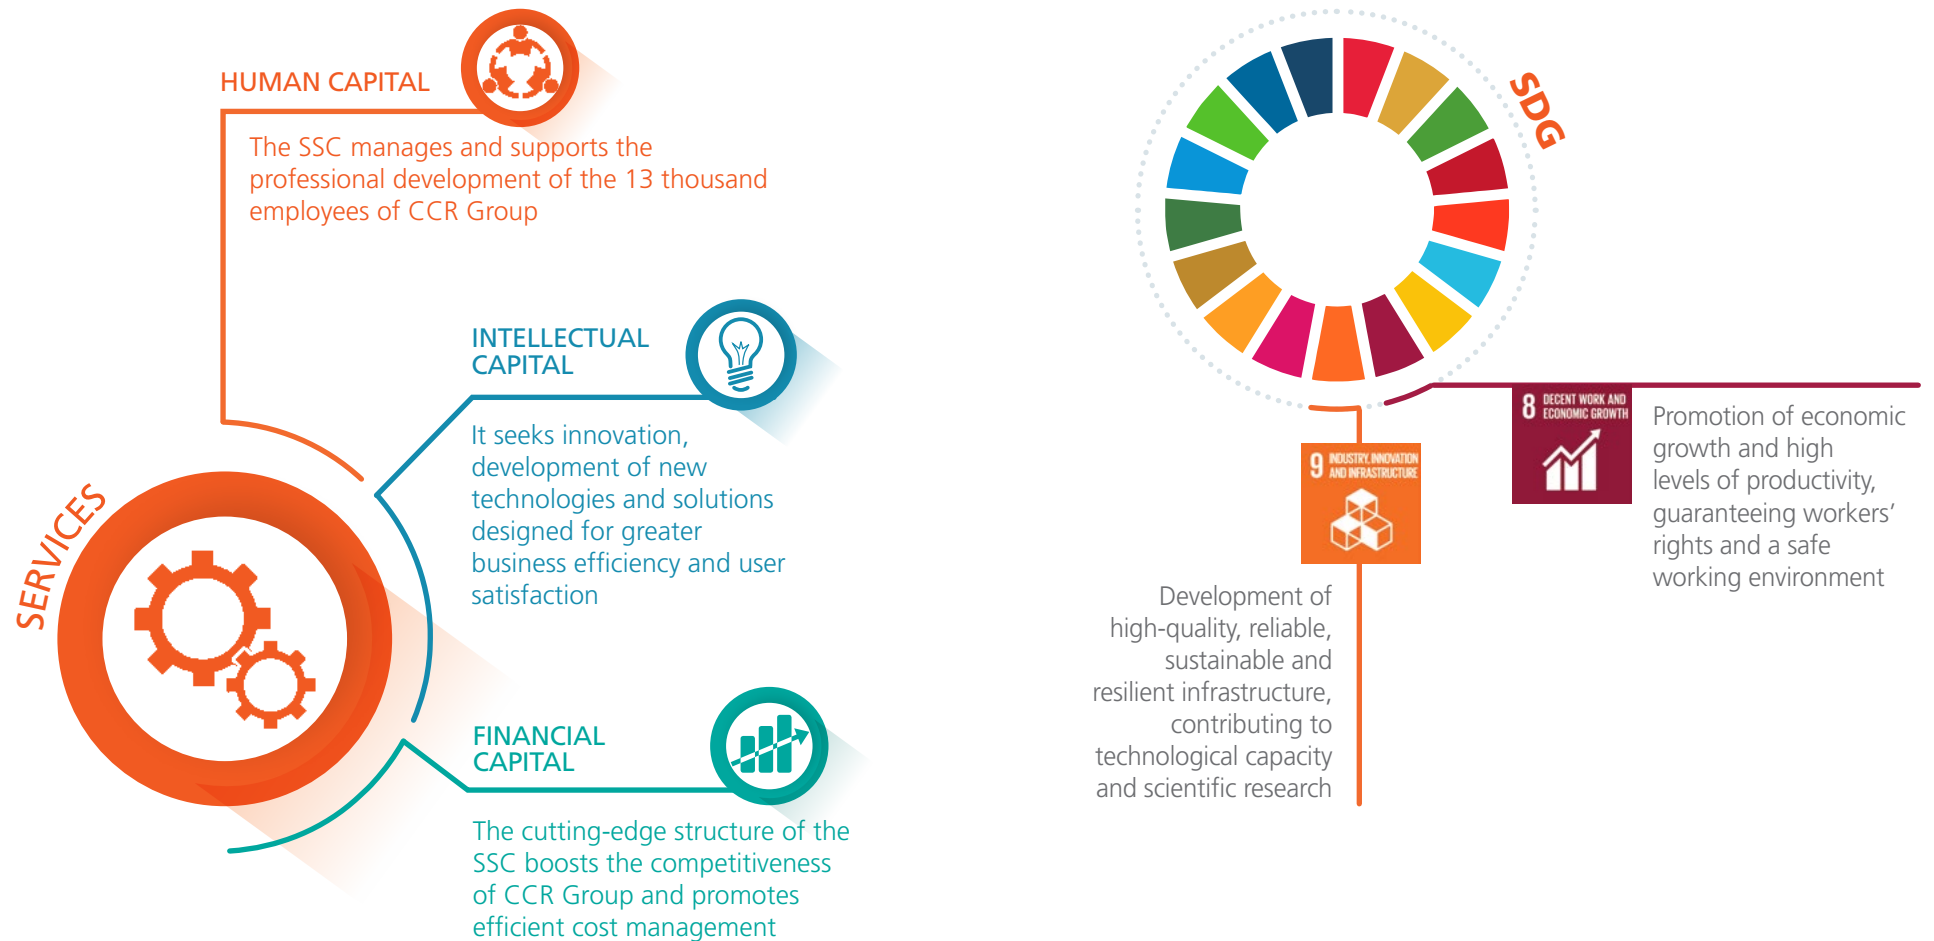 HUMAN CAPITAL
The SSC manages and supports the
professional development of the 13 thousand
employees of CCR Group
INTELLECTUAL
CAPITAL
It seeks innovation,
development of new
technologies and solutions
designed for greater
business efficiency and user
satisfaction
SERVICES
FINANCIAL
CAPITAL
The cutting-edge structure of the
SSC boosts the competitiveness
of CCR Group and promotes
efficient cost management
SDG
8 DECENT WORK AND
ECONOMIC GROWTH
Promotion of economic
growth and high
levels of productivity,
guaranteeing workers’
rights and a safe
working environment
9 INDUSTRY, INNOVATION
AND INFRASTRUCTURE
Development of
high-quality, reliable,
sustainable and
resilient infrastructure,
contributing to
technological capacity
and scientific research